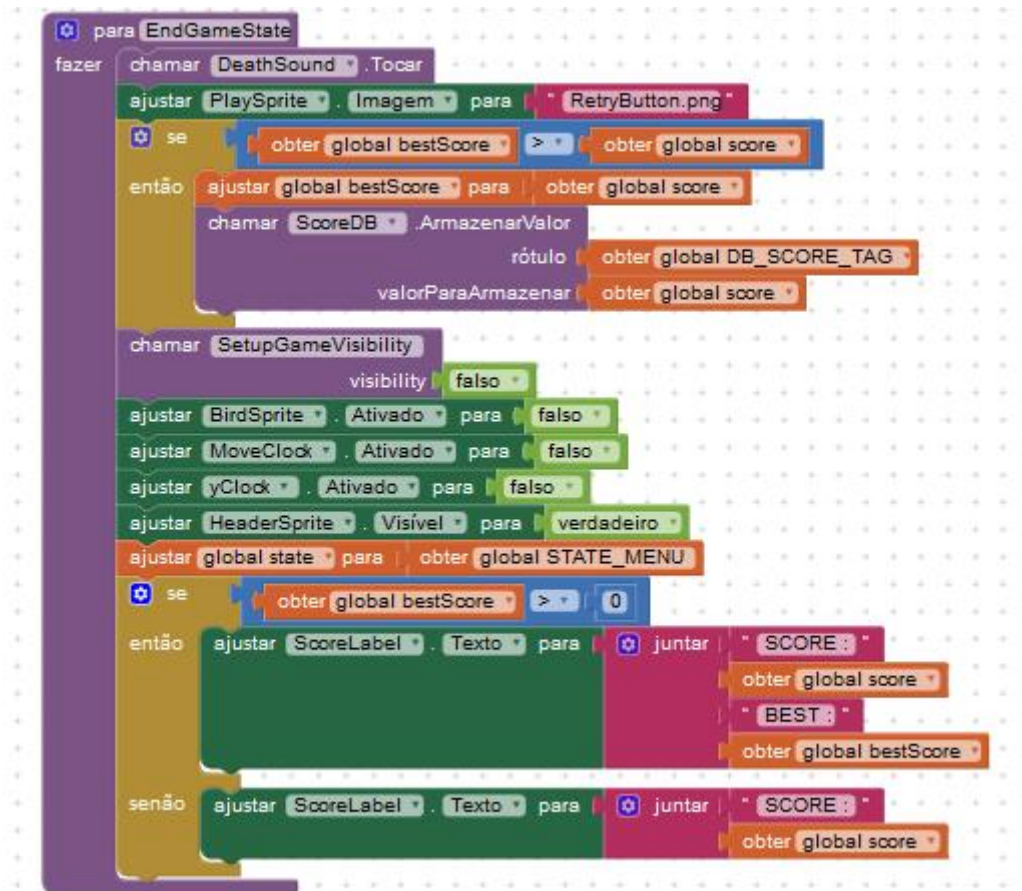 para EndGameState
fazer chamar DeathSound .Tocar
ajustar PlaySprite . Imagem para " RetryButton.png "
se obter global bestScore > obter global score
então ajustar global bestScore para obter global score
chamar ScoreDB .ArmazenarValor
rótulo obter global DB_SCORE_TAG
valorParaArmazenar obter global score
chamar SetupGameVisibility
visibility falso
ajustar BirdSprite . Ativado para falso
ajustar MoveClock . Ativado para falso
ajustar yClock . Ativado para falso
ajustar HeaderSprite . Visível para verdadeiro
ajustar global state para obter global STATE_MENU
se obter global bestScore > 0
então ajustar ScoreLabel . Texto para juntar " SCORE : "
obter global score
" BEST : "
obter global bestScore
senão ajustar ScoreLabel . Texto para juntar " SCORE : "
obter global score